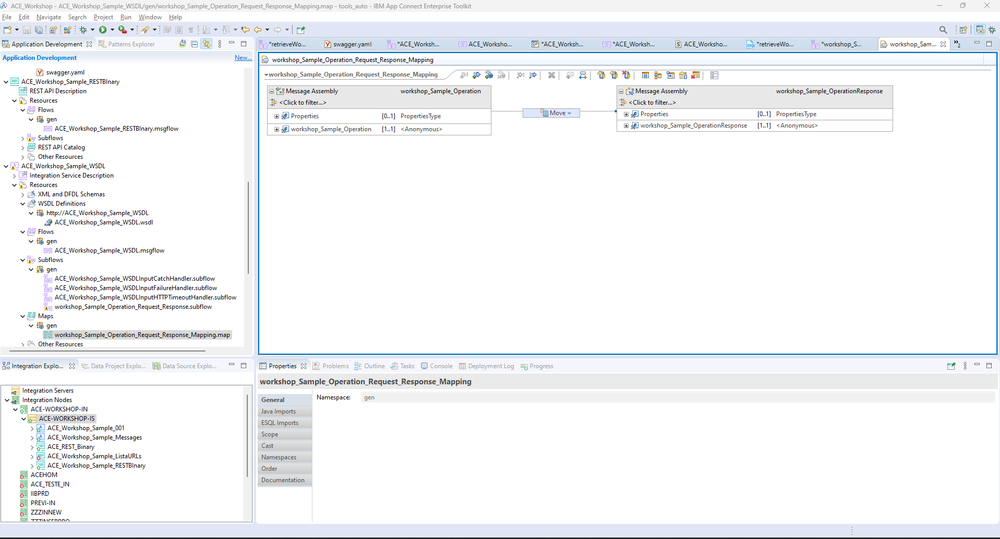 ACE_Workshop - ACE_Workshop_Sample_WSDL/gen/workshop_Sample_Operation_Request_Response_Mapping.map - tools_auto - IBM App Connect Enterprise Toolkit
File Edit Navigate Search Project Run Window Help
Application Development Patterns Explorer
Application Development New...
swagger.yaml
ACE_Workshop_Sample_RESTBInary
REST API Description
Resources
Flows
gen
ACE_Workshop_Sample_RESTBInary.msgflow
Subflows
REST API Catalog
Other Resources
ACE_Workshop_Sample_WSDL
Integration Service Description
Resources
XML and DFDL Schemas
WSDL Definitions
http://ACE_Workshop_Sample_WSDL
ACE_Workshop_Sample_WSDL.wsdl
Flows
gen
ACE_Workshop_Sample_WSDL.msgflow
Subflows
gen
ACE_Workshop_Sample_WSDLInputCatchHandler.subflow
ACE_Workshop_Sample_WSDLInputFailureHandler.subflow
ACE_Workshop_Sample_WSDLInputHTTPTimeoutHandler.subflow
workshop_Sample_Operation_Request_Response.subflow
Maps
gen
workshop_Sample_Operation_Request_Response_Mapping.map
Other Resources
*retrieveWo... swagger.yaml *ACE_Worksh... ACE_Worksho... *ACE_Worksh... *ACE_Worksh... ACE_Worksho... *retrieveWo... *workshop_S... workshop_Sam... »2
workshop_Sample_Operation_Request_Response_Mapping
workshop_Sample_Operation_Request_Response_Mapping
Message Assembly workshop_Sample_Operation
<Click to filter...>
Properties [0..1] PropertiesType
workshop_Sample_Operation [1..1] <Anonymous>
Move
Message Assembly workshop_Sample_OperationResponse
<Click to filter...>
Properties [0..1] PropertiesType
workshop_Sample_OperationResponse [1..1] <Anonymous>
Integration Explo... Data Project Explo... Data Source Explo...
Integration Servers
Integration Nodes
ACE-WORKSHOP-IN
ACE-WORKSHOP-IS
ACE_Workshop_Sample_001
ACE_Workshop_Sample_Messages
ACE_REST_Binary
ACE_Workshop_Sample_ListaURLs
ACE_Workshop_Sample_RESTBInary
ACEHOM
ACE_TESTE_IN
IIBPRD
PREVI-IN
ZZZINNEW
Properties Problems Outline Tasks Console Deployment Log Progress
workshop_Sample_Operation_Request_Response_Mapping
General
Java Imports
ESQL Imports
Scope
Cast
Namespaces
Order
Documentation
Namespace: gen